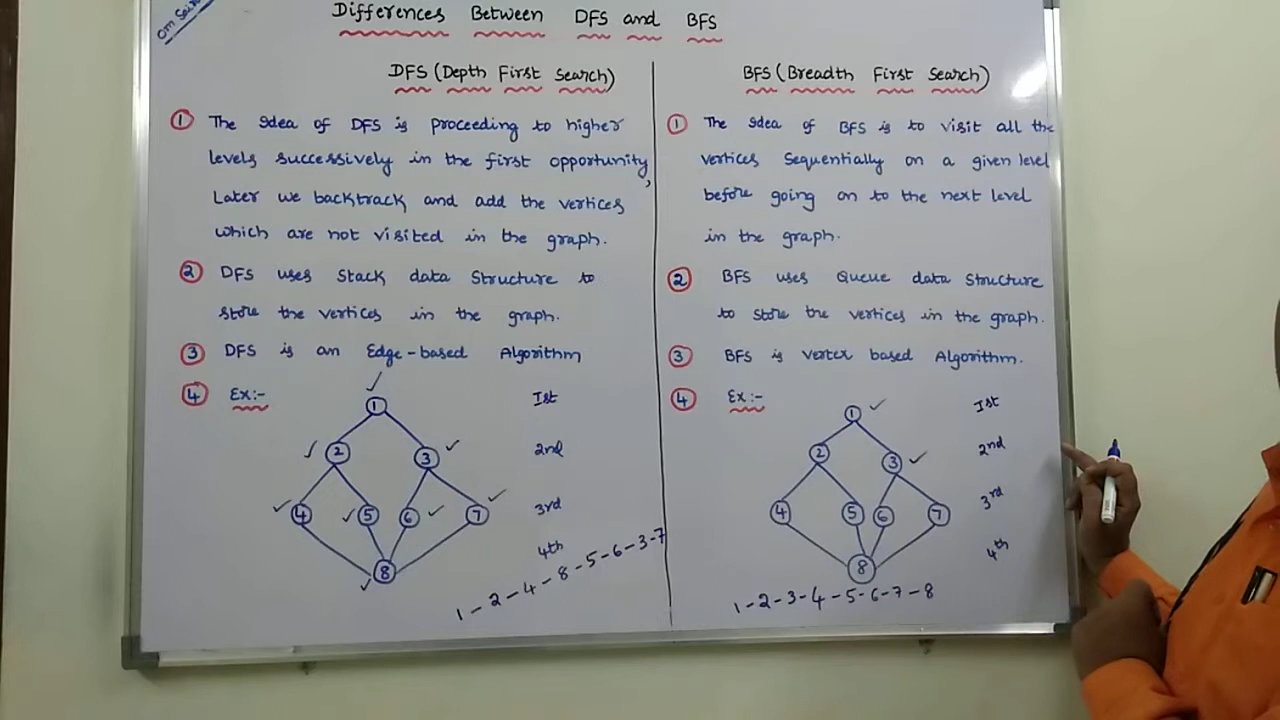 Om Sai
Differences Between DFS and BFS
DFS (Depth First Search)
① The Idea of DFS is proceeding to higher
levels successively in the first opportunity,
Later we backtrack and add the vertices
which are not visited in the graph.
② DFS uses Stack data Structure to
store the vertices in the graph.
③ DFS is an Edge-based Algorithm
④ Ex:-
1
Ist
2 3
2nd
4 5 6 7
3rd
8
4th
1-2-4-8-5-6-3-7
BFS (Breadth First Search)
① The Idea of BFS is to visit all the
vertices Sequentially on a given level
before going on to the next level
in the graph.
② BFS uses Queue data Structure
to store the vertices in the graph.
③ BFS is vertex based Algorithm.
④ Ex:-
1
Ist
2 3
2nd
4 5 6 7
3rd
8
4th
1-2-3-4-5-6-7-8